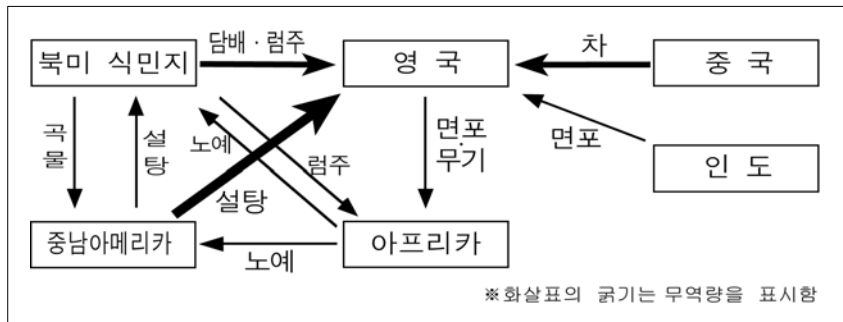 담배 · 럼주
북미 식민지
영 국
차
중 국
곡물
설탕
노예
럼주
면포·무기
면포
인 도
설탕
중남아메리카
노예
아프리카
※화살표의 굵기는 무역량을 표시함